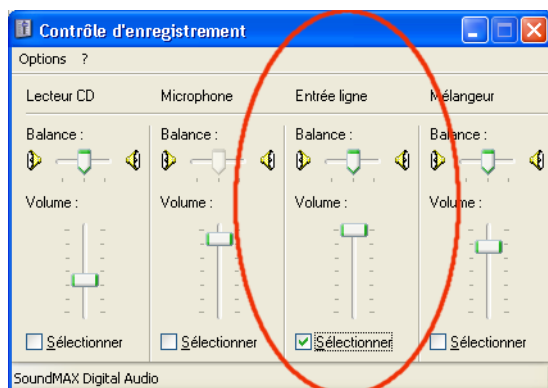 Contrôle d'enregistrement
Options ?
Lecteur CD Microphone Entrée ligne Mélangeur
Balance : Balance : Balance : Balance :
Volume : Volume : Volume : Volume :
Sélectionner Sélectionner Sélectionner Sélectionner
SoundMAX Digital Audio